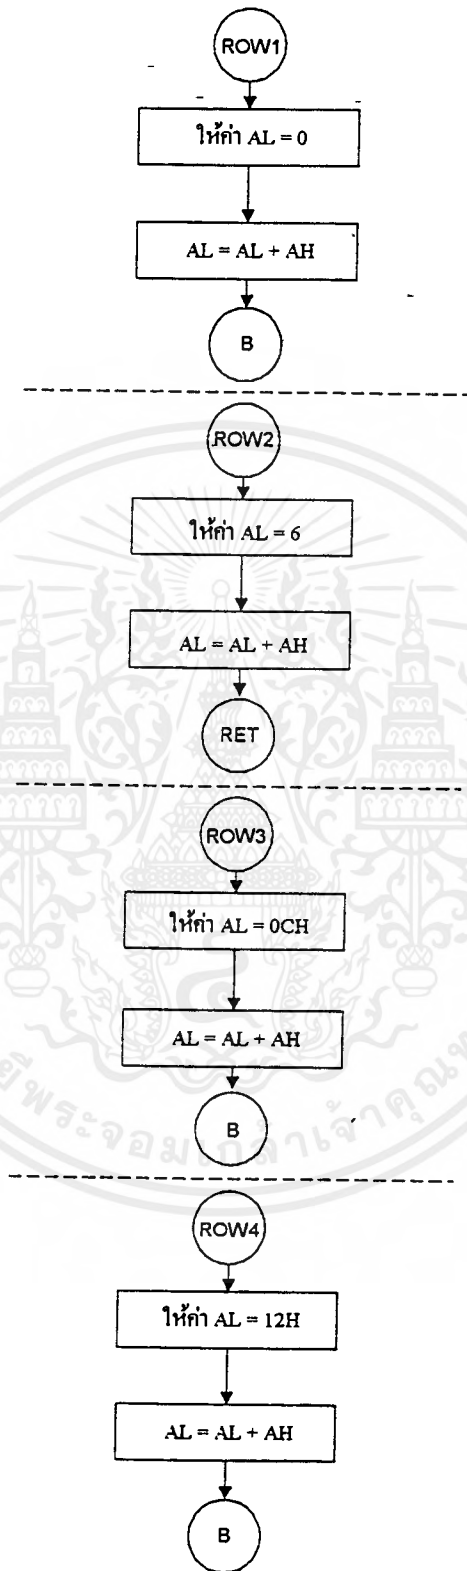 ROW1
ให้ค่า AL = 0
AL = AL + AH
B
ROW2
ให้ค่า AL = 6
AL = AL + AH
RET
ROW3
ให้ค่า AL = 0CH
AL = AL + AH
B
ROW4
ให้ค่า AL = 12H
AL = AL + AH
B